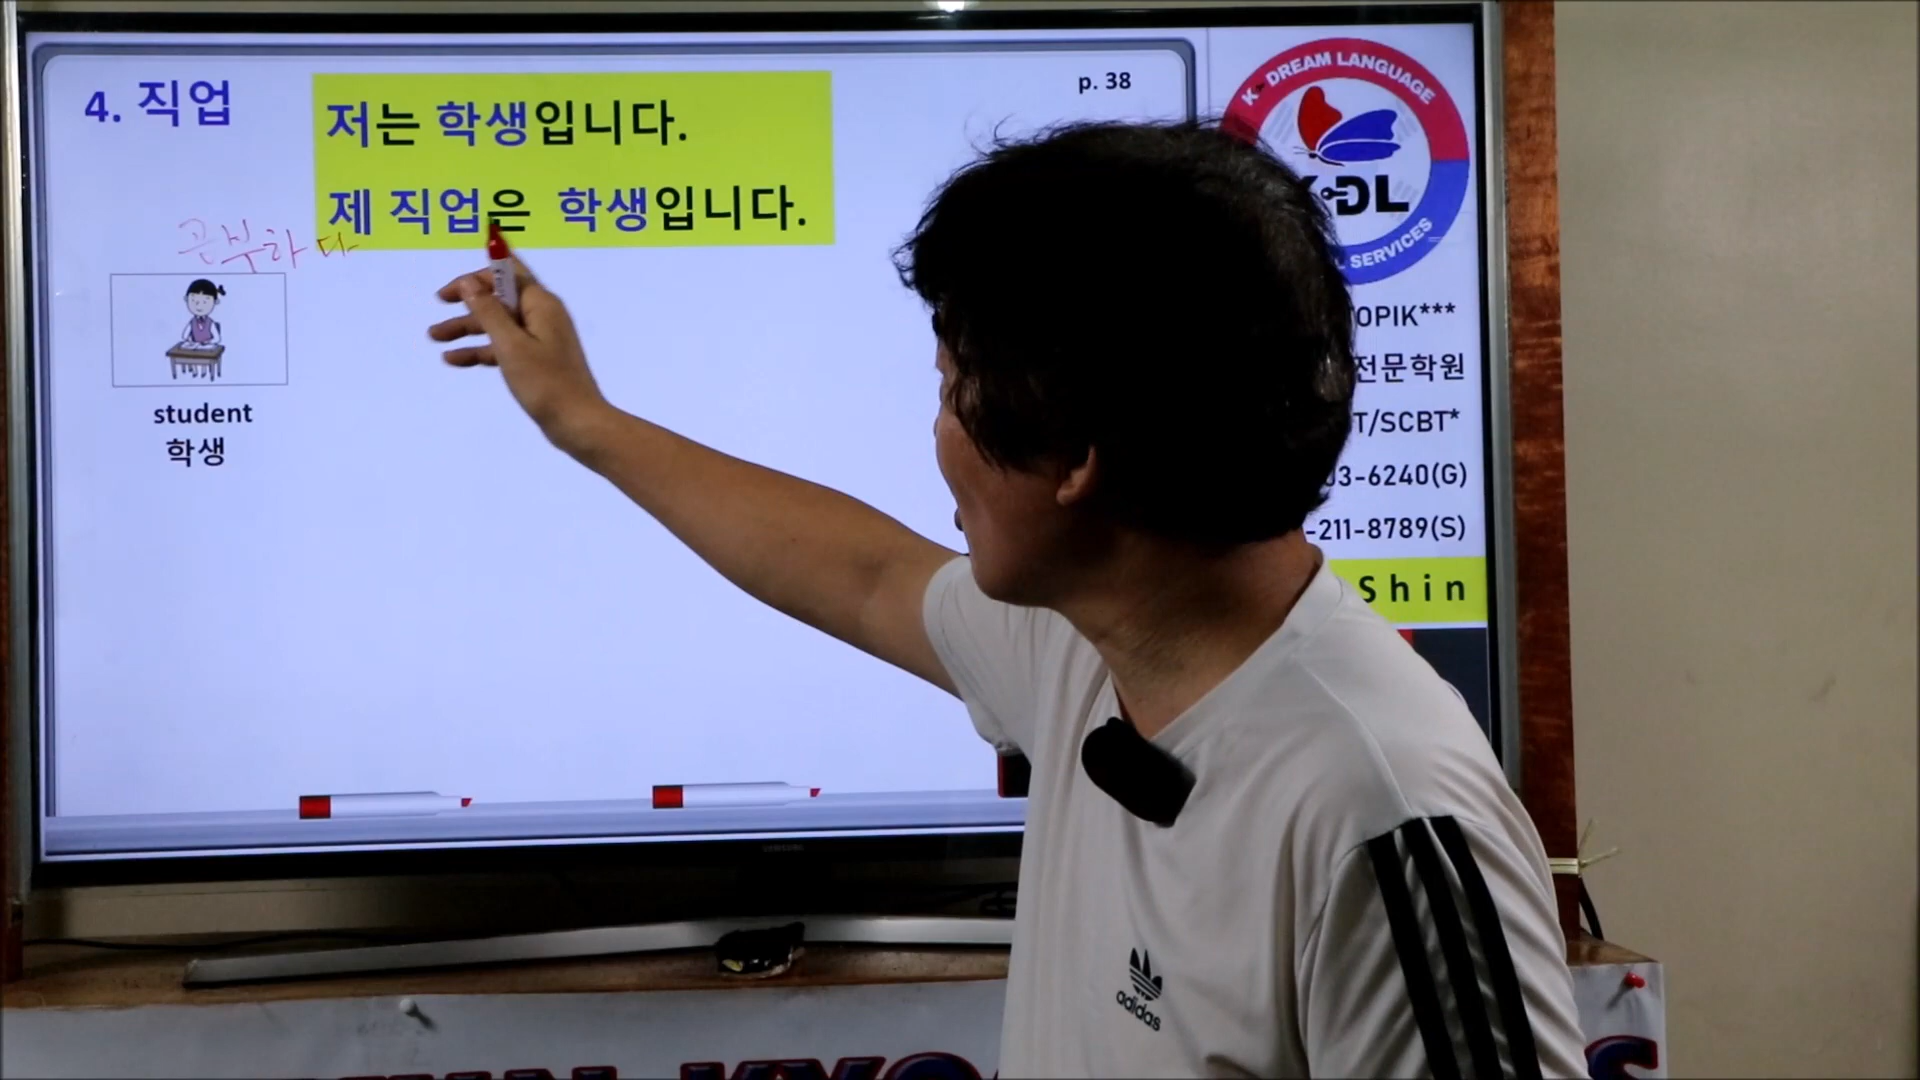 4. 직업
저는 학생입니다.
제 직업은 학생입니다.
p. 38
공부하다
student
학생
K DREAM LANGUAGE
KDL
SERVICES
TOPIK***
전문학원
T/SCBT*
03-6240(G)
-211-8789(S)
Shin
SAMSUNG
adidas